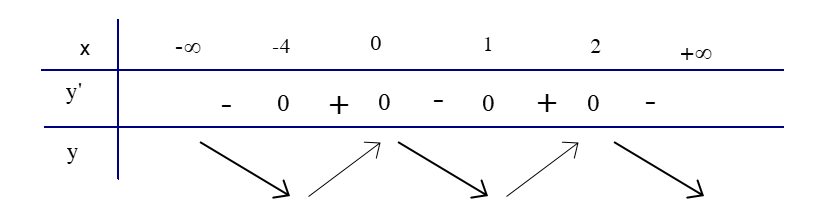 x -∞ -4 0 1 2 +∞
y' - 0 + 0 - 0 + 0 -
y